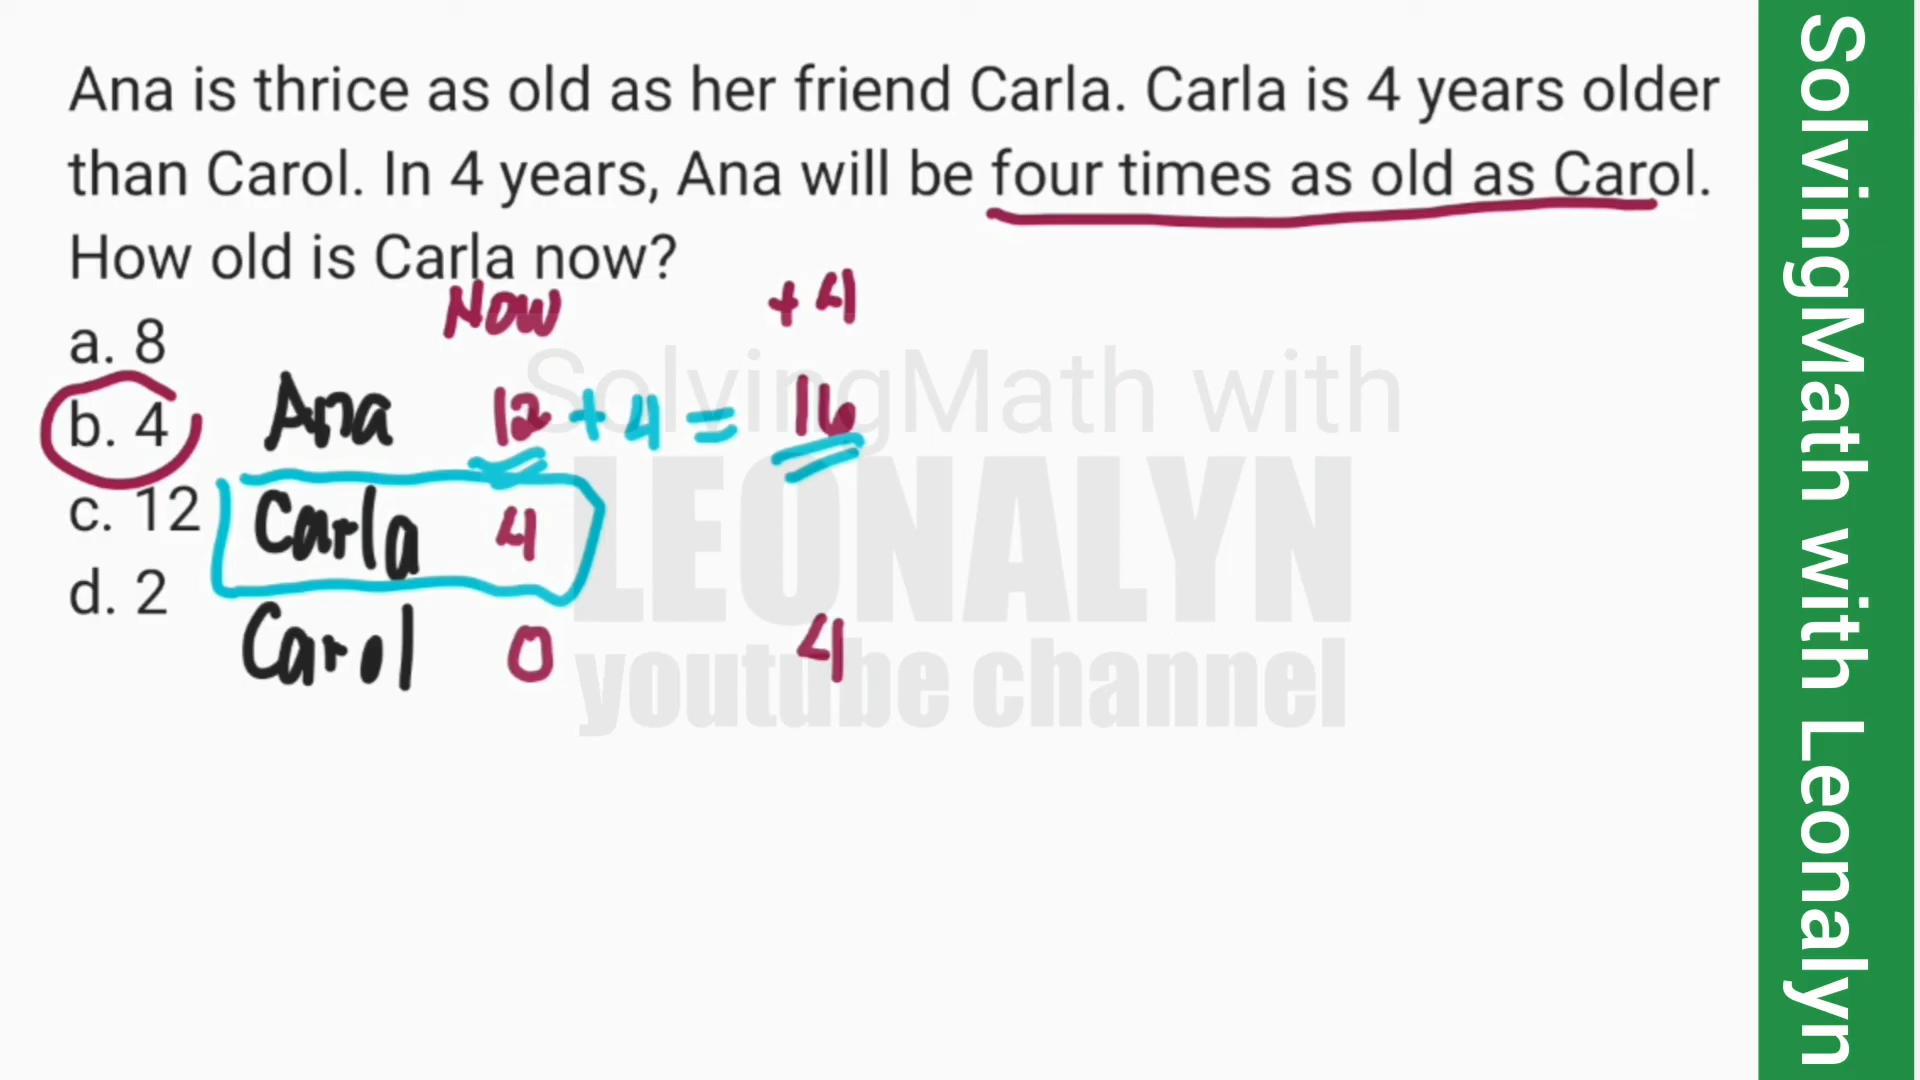 Ana is thrice as old as her friend Carla. Carla is 4 years older
than Carol. In 4 years, Ana will be four times as old as Carol.
How old is Carla now?
Now +4
a. 8
b. 4
c. 12
d. 2
Ana 12 + 4 = 16
Carla 4
Carol 0 4
SolvingMath with
LEONALYN
youtube channel
SolvingMath with Leonalyn